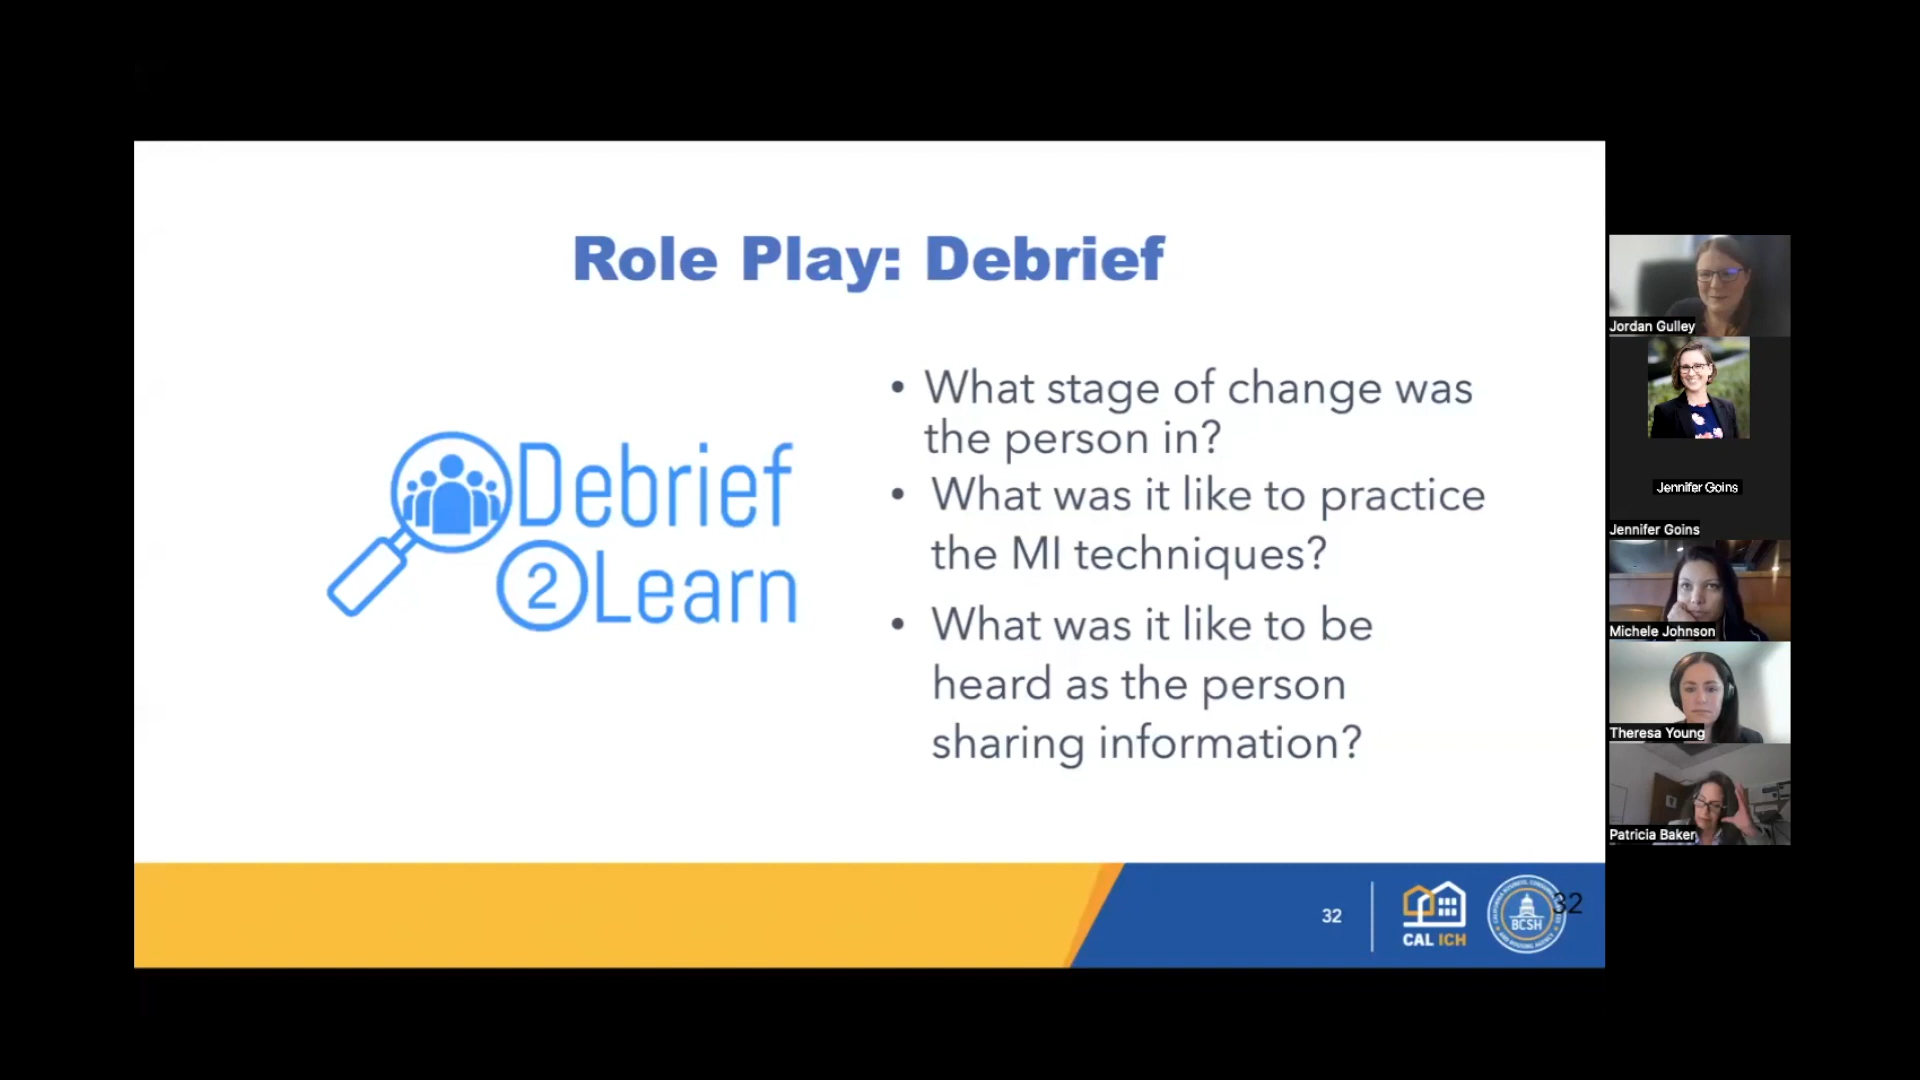 Role Play: Debrief
Debrief
2 Learn
• What stage of change was
the person in?
• What was it like to practice
the MI techniques?
• What was it like to be
heard as the person
sharing information?
32
CAL ICH
BCSH
32
Jordan Gulley
Jennifer Goins
Jennifer Goins
Michele Johnson
Theresa Young
Patricia Baker